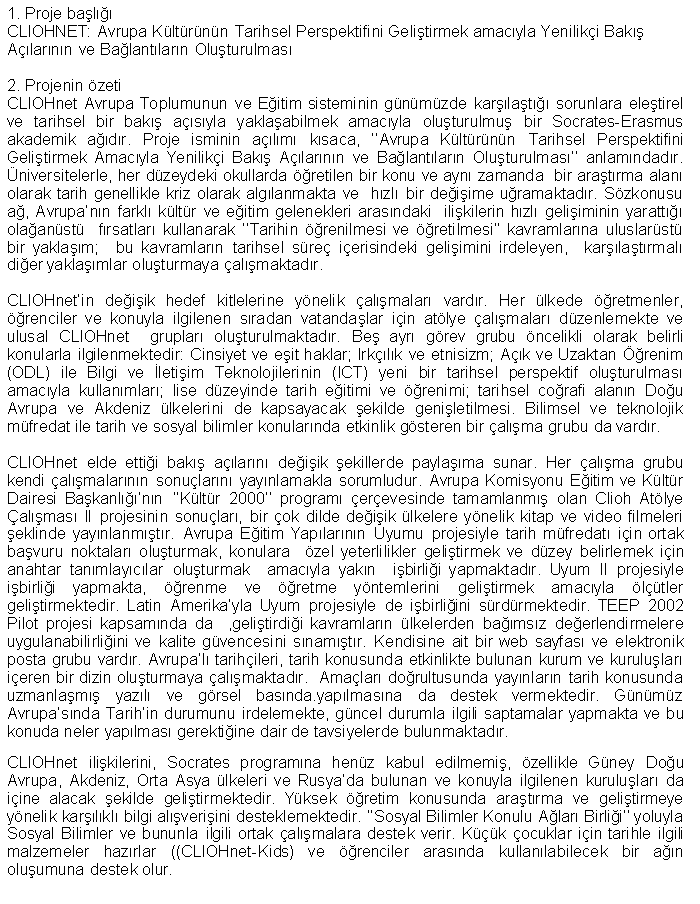 1. Proje başlığı
CLIOHNET: Avrupa Kültürünün Tarihsel Perspektifini Geliştirmek amacıyla Yenilikçi Bakış
Açılarının ve Bağlantıların Oluşturulması
2. Projenin özeti
CLIOHnet Avrupa Toplumunun ve Eğitim sisteminin günümüzde karşılaştığı sorunlara eleştirel
ve tarihsel bir bakış açısıyla yaklaşabilmek amacıyla oluşturulmuş bir Socrates-Erasmus
akademik ağıdır. Proje isminin açılımı kısaca, ''Avrupa Kültürünün Tarihsel Perspektifini
Geliştirmek Amacıyla Yenilikçi Bakış Açılarının ve Bağlantıların Oluşturulması'' anlamındadır.
Üniversitelerle, her düzeydeki okullarda öğretilen bir konu ve aynı zamanda bir araştırma alanı
olarak tarih genellikle kriz olarak algılanmakta ve hızlı bir değişime uğramaktadır. Sözkonusu
ağ, Avrupa'nın farklı kültür ve eğitim gelenekleri arasındaki ilişkilerin hızlı gelişiminin yarattığı
olağanüstü fırsatları kullanarak ''Tarihin öğrenilmesi ve öğretilmesi'' kavramlarına uluslarüstü
bir yaklaşım; bu kavramların tarihsel süreç içerisindeki gelişimini irdeleyen, karşılaştırmalı
diğer yaklaşımlar oluşturmaya çalışmaktadır.
CLIOHnet'in değişik hedef kitlelerine yönelik çalışmaları vardır. Her ülkede öğretmenler,
öğrenciler ve konuyla ilgilenen sıradan vatandaşlar için atölye çalışmaları düzenlemekte ve
ulusal CLIOHnet grupları oluşturulmaktadır. Beş ayrı görev grubu öncelikli olarak belirli
konularla ilgilenmektedir: Cinsiyet ve eşit haklar; Irkçılık ve etnisizm; Açık ve Uzaktan Öğrenim
(ODL) ile Bilgi ve İletişim Teknolojilerinin (ICT) yeni bir tarihsel perspektif oluşturulması
amacıyla kullanımları; lise düzeyinde tarih eğitimi ve öğrenimi; tarihsel coğrafi alanın Doğu
Avrupa ve Akdeniz ülkelerini de kapsayacak şekilde genişletilmesi. Bilimsel ve teknolojik
müfredat ile tarih ve sosyal bilimler konularında etkinlik gösteren bir çalışma grubu da vardır.
CLIOHnet elde ettiği bakış açılarını değişik şekillerde paylaşıma sunar. Her çalışma grubu
kendi çalışmalarının sonuçlarını yayınlamakla sorumludur. Avrupa Komisyonu Eğitim ve Kültür
Dairesi Başkanlığı'nın ''Kültür 2000'' programı çerçevesinde tamamlanmış olan Clioh Atölye
Çalışması II projesinin sonuçları, bir çok dilde değişik ülkelere yönelik kitap ve video filmeleri
şeklinde yayınlanmıştır. Avrupa Eğitim Yapılarının Uyumu projesiyle tarih müfredatı için ortak
başvuru noktaları oluşturmak, konulara özel yeterlilikler geliştirmek ve düzey belirlemek için
anahtar tanımlayıcılar oluşturmak amacıyla yakın işbirliği yapmaktadır. Uyum II projesiyle
işbirliği yapmakta, öğrenme ve öğretme yöntemlerini geliştirmek amacıyla ölçütler
geliştirmektedir. Latin Amerika'yla Uyum projesiyle de işbirliğini sürdürmektedir. TEEP 2002
Pilot projesi kapsamında da ,geliştirdiği kavramların ülkelerden bağımsız değerlendirmelere
uygulanabilirliğini ve kalite güvencesini sınamıştır. Kendisine ait bir web sayfası ve elektronik
posta grubu vardır. Avrupa'lı tarihçileri, tarih konusunda etkinlikte bulunan kurum ve kuruluşları
içeren bir dizin oluşturmaya çalışmaktadır. Amaçları doğrultusunda yayınların tarih konusunda
uzmanlaşmış yazılı ve görsel basında.yapılmasına da destek vermektedir. Günümüz
Avrupa'sında Tarih'in durumunu irdelemekte, güncel durumla ilgili saptamalar yapmakta ve bu
konuda neler yapılması gerektiğine dair de tavsiyelerde bulunmaktadır.
CLIOHnet ilişkilerini, Socrates programına henüz kabul edilmemiş, özellikle Güney Doğu
Avrupa, Akdeniz, Orta Asya ülkeleri ve Rusya'da bulunan ve konuyla ilgilenen kuruluşları da
içine alacak şekilde geliştirmektedir. Yüksek öğretim konusunda araştırma ve geliştirmeye
yönelik karşılıklı bilgi alışverişini desteklemektedir. ''Sosyal Bilimler Konulu Ağları Birliği'' yoluyla
Sosyal Bilimler ve bununla ilgili ortak çalışmalara destek verir. Küçük çocuklar için tarihle ilgili
malzemeler hazırlar ((CLIOHnet-Kids) ve öğrenciler arasında kullanılabilecek bir ağın
oluşumuna destek olur.